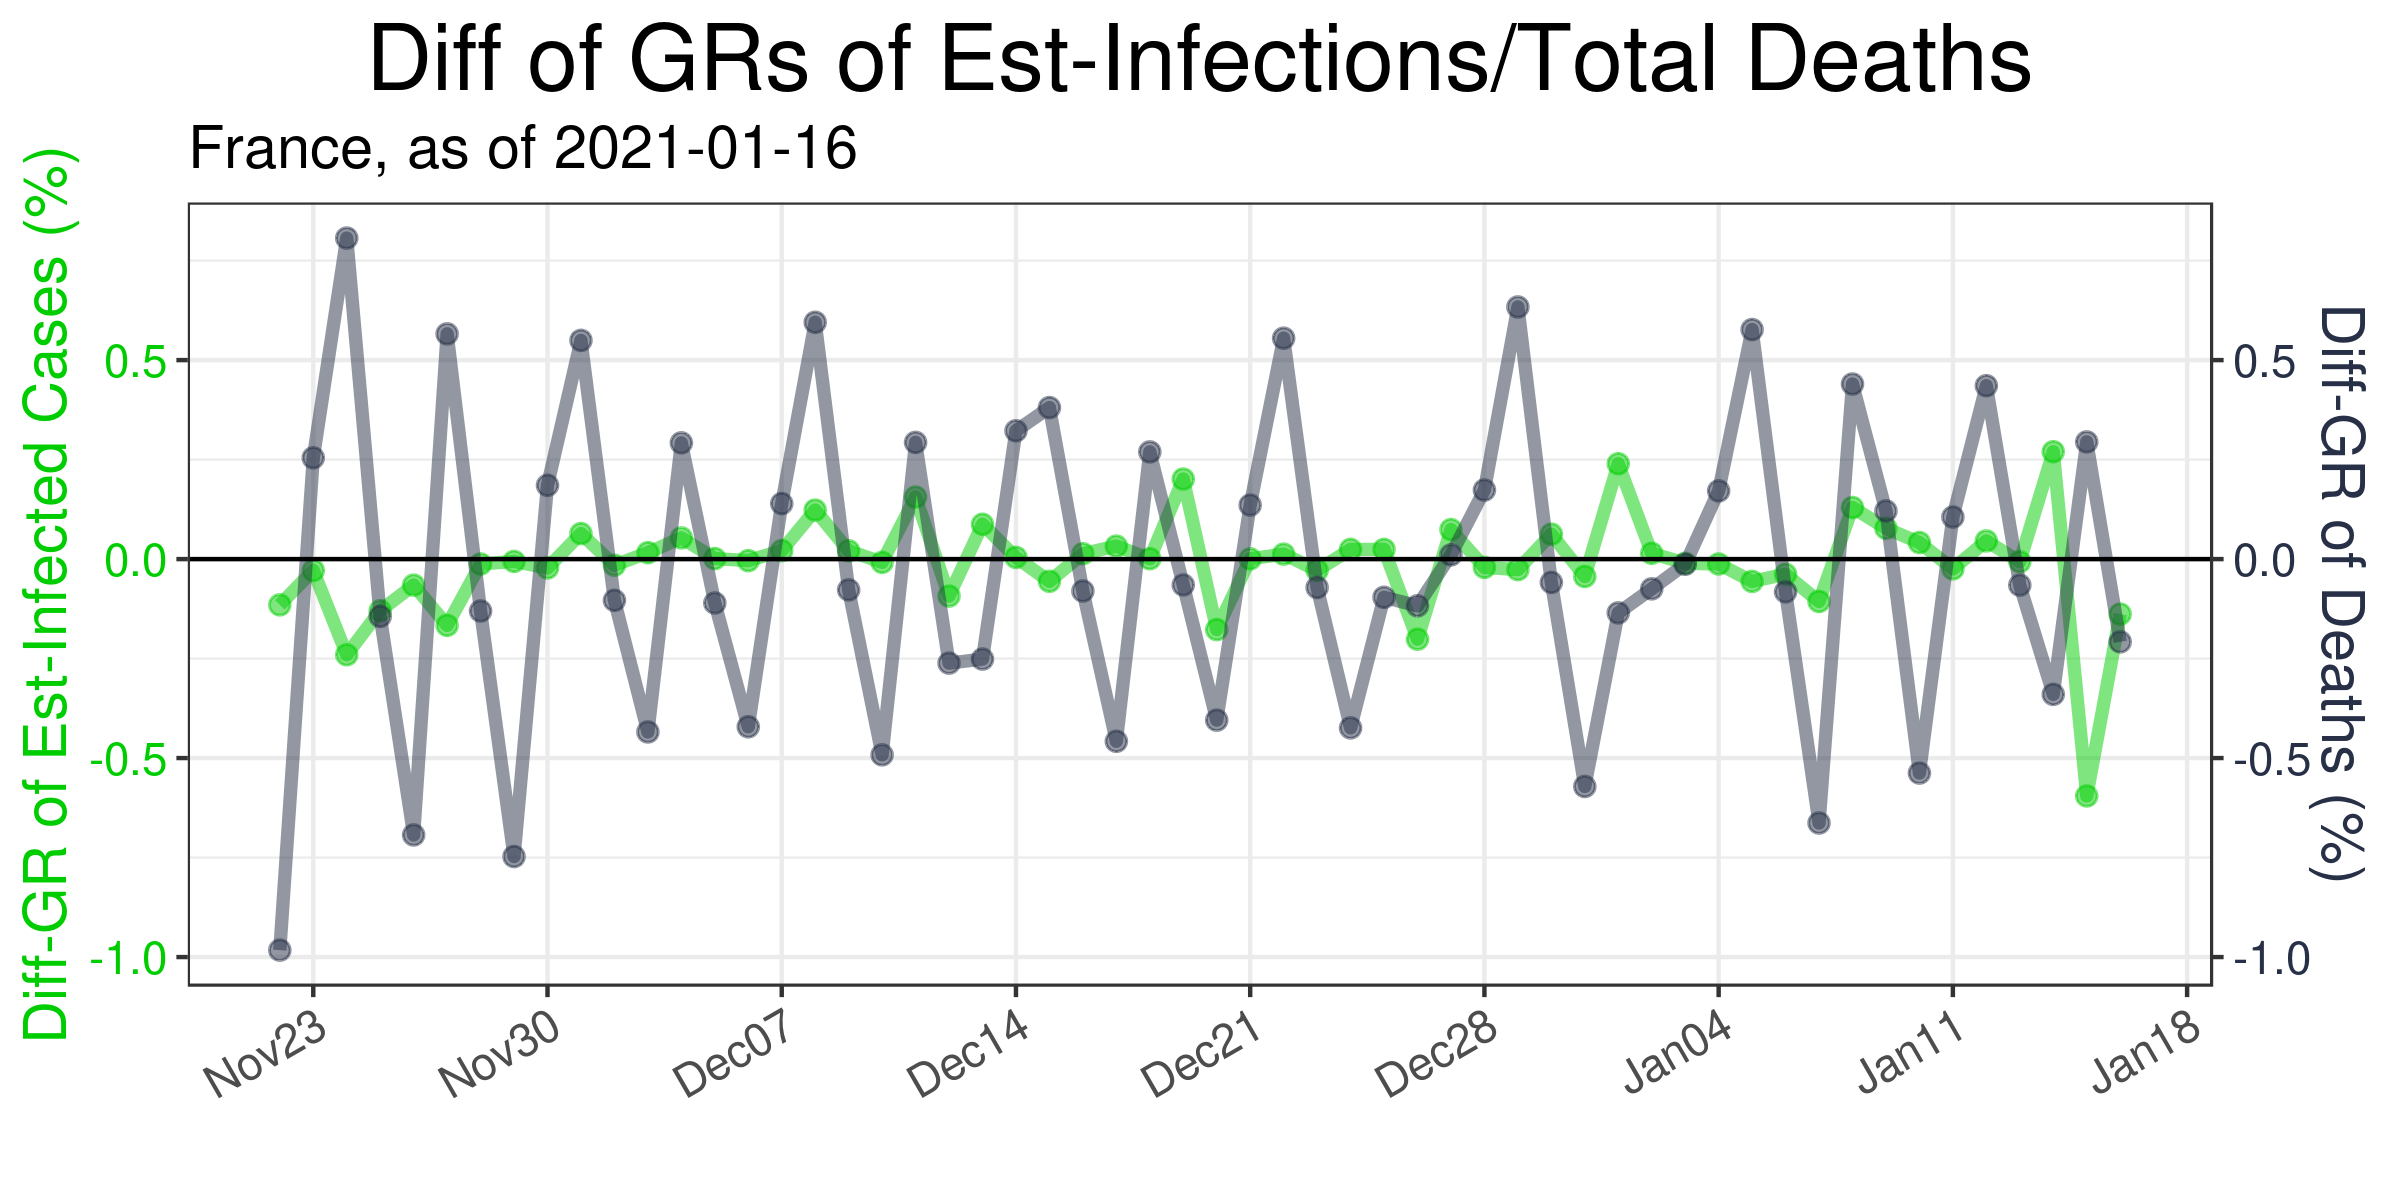 Diff of GRs of Est-Infections/Total Deaths
France, as of 2021-01-16
Diff-GR of Est-Infected Cases (%)
0.5
0.0
-0.5
-1.0
0.5
0.0
-0.5
-1.0
Diff-GR of Deaths (%)
Nov23
Nov30
Dec07
Dec14
Dec21
Dec28
Jan04
Jan11
Jan18